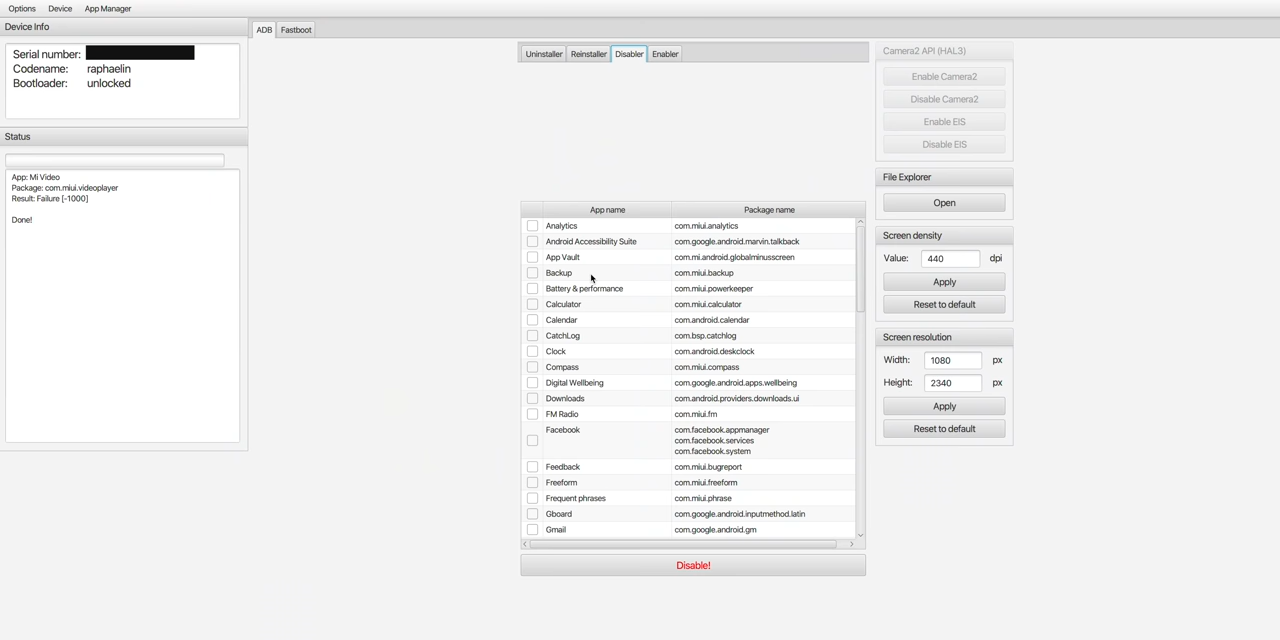 Options Device App Manager
Device Info
Serial number:
Codename: raphaelin
Bootloader: unlocked
Status
App: Mi Video
Package: com.miui.videoplayer
Result: Failure [-1000]
Done!
ADB Fastboot
Uninstaller Reinstaller Disabler Enabler
App name Package name
Analytics com.miui.analytics
Android Accessibility Suite com.google.android.marvin.talkback
App Vault com.mi.android.globalminusscreen
Backup com.miui.backup
Battery & performance com.miui.powerkeeper
Calculator com.miui.calculator
Calendar com.android.calendar
CatchLog com.bsp.catchlog
Clock com.android.deskclock
Compass com.miui.compass
Digital Wellbeing com.google.android.apps.wellbeing
Downloads com.android.providers.downloads.ui
FM Radio com.miui.fm
Facebook com.facebook.appmanager
com.facebook.services
com.facebook.system
Feedback com.miui.bugreport
Freeform com.miui.freeform
Frequent phrases com.miui.phrase
Gboard com.google.android.inputmethod.latin
Gmail com.google.android.gm
Disable!
Camera2 API (HAL3)
Enable Camera2
Disable Camera2
Enable EIS
Disable EIS
File Explorer
Open
Screen density
Value: 440 dpi
Apply
Reset to default
Screen resolution
Width: 1080 px
Height: 2340 px
Apply
Reset to default